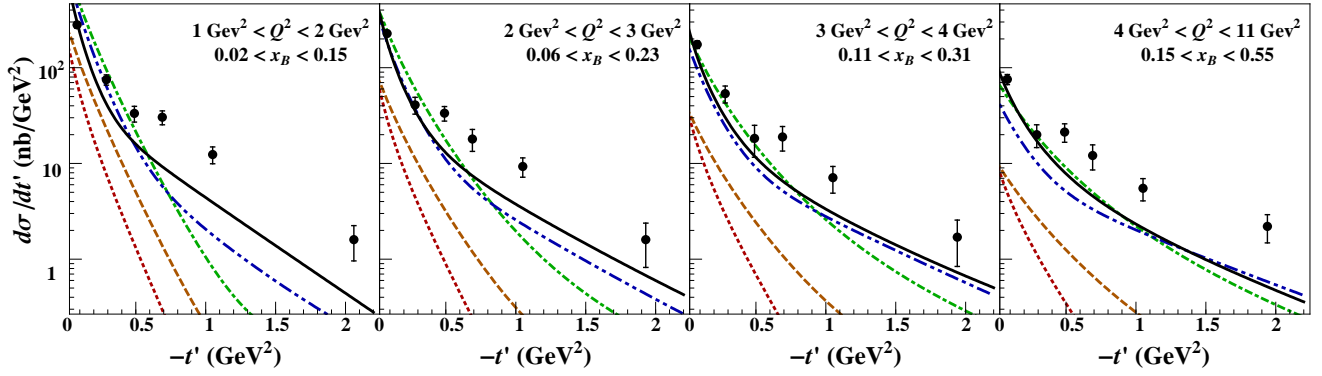 1 Gev² < Q² < 2 Gev²
0.02 < x_B < 0.15
2 Gev² < Q² < 3 Gev²
0.06 < x_B < 0.23
3 Gev² < Q² < 4 Gev²
0.11 < x_B < 0.31
4 Gev² < Q² < 11 Gev²
0.15 < x_B < 0.55
dσ/dt' (nb/GeV²)
10²
10
1
0 0.5 1 1.5 2
0 0.5 1 1.5 2
0 0.5 1 1.5 2
0 0.5 1 1.5 2
−t' (GeV²)
−t' (GeV²)
−t' (GeV²)
−t' (GeV²)